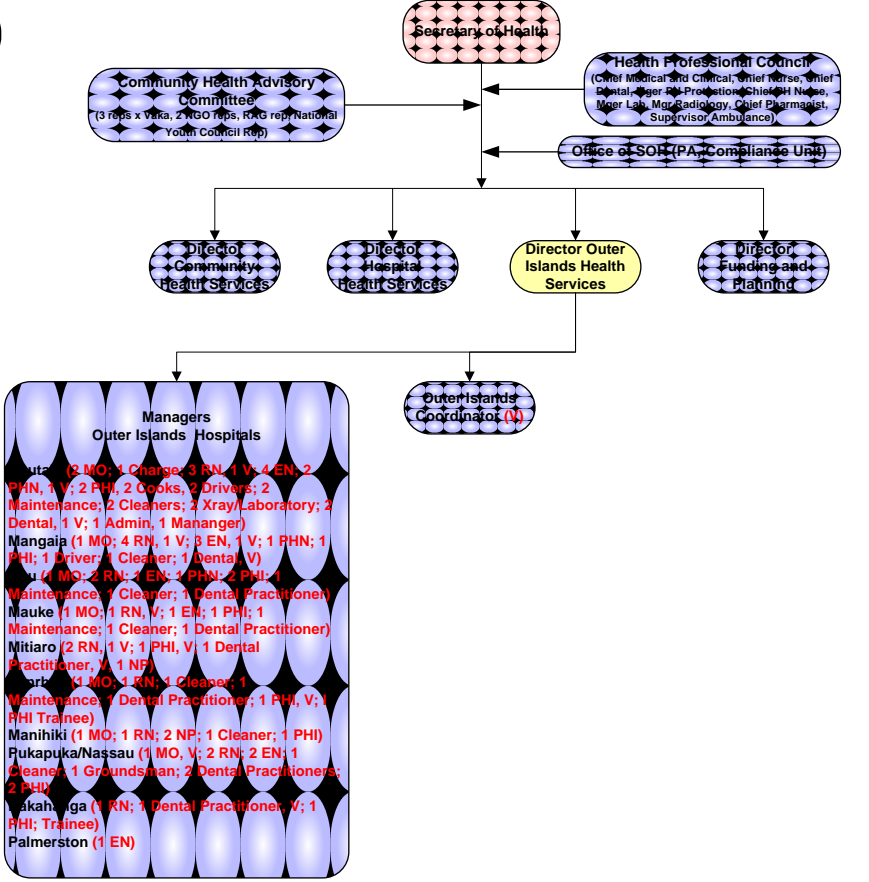 Secretary of Health
Health Professional Council
(Chief Medical and Clinical, Chief Nurse, Chief
Dental, Mger PH Protection, Chief PH Nurse,
Mger Lab, Mgr Radiology, Chief Pharmacist,
Supervisor Ambulance)
Community Health Advisory
Committee
(3 reps x Vaka, 2 NGO reps, RAG rep, National
Youth Council Rep)
Office of SOH (PA, Compliance Unit)
Director
Community
Health Services
Director
Hospital
Health Services
Director Outer
Islands Health
Services
Director
Funding and
Planning
Outer Islands
Coordinator (V)
Managers
Outer Islands Hospitals
(2 MO; 1 Charge; 3 RN, 1 V; 4 EN; 2
PHN, 1 V; 2 PHI, 2 Cooks, 2 Drivers; 2
Maintenance; 2 Cleaners; 2 Xray/Laboratory; 2
Dental, 1 V; 1 Admin, 1 Mananger)
Mangaia (1 MO; 4 RN, 1 V; 3 EN, 1 V; 1 PHN; 1
PHI; 1 Driver; 1 Cleaner; 1 Dental, V)
(1 MO; 2 RN; 1 EN; 1 PHN; 2 PHI; 1
Maintenance; 1 Cleaner; 1 Dental Practitioner)
Mauke (1 MO; 1 RN, V; 1 EN; 1 PHI; 1
Maintenance; 1 Cleaner; 1 Dental Practitioner)
Mitiaro (2 RN, 1 V; 1 PHI, V; 1 Dental
Practitioner, V, 1 NP)
(1 MO; 1 RN; 1 Cleaner; 1
Maintenance; 1 Dental Practitioner; 1 PHI, V; I
PHI Trainee)
Manihiki (1 MO; 1 RN; 2 NP; 1 Cleaner; 1 PHI)
Pukapuka/Nassau (1 MO, V; 2 RN; 2 EN; 1
Cleaner; 1 Groundsman; 2 Dental Practitioners;
2 PHI)
Rakahanga (1 RN; 1 Dental Practitioner, V; 1
PHI; Trainee)
Palmerston (1 EN)